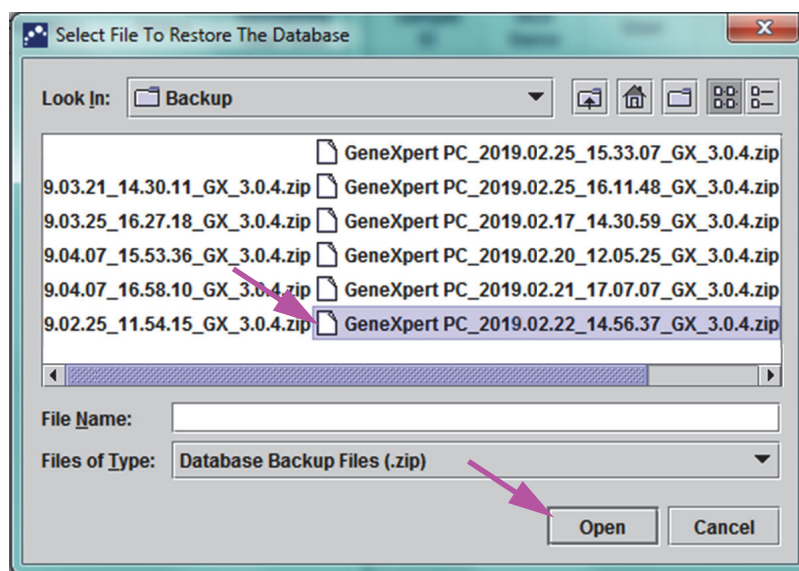 Select File To Restore The Database
Look In: Backup
GeneXpert PC_2019.02.25_15.33.07_GX_3.0.4.zip
9.03.21_14.30.11_GX_3.0.4.zip GeneXpert PC_2019.02.25_16.11.48_GX_3.0.4.zip
9.03.25_16.27.18_GX_3.0.4.zip GeneXpert PC_2019.02.17_14.30.59_GX_3.0.4.zip
9.04.07_15.53.36_GX_3.0.4.zip GeneXpert PC_2019.02.20_12.05.25_GX_3.0.4.zip
9.04.07_16.58.10_GX_3.0.4.zip GeneXpert PC_2019.02.21_17.07.07_GX_3.0.4.zip
9.02.25_11.54.15_GX_3.0.4.zip GeneXpert PC_2019.02.22_14.56.37_GX_3.0.4.zip
File Name:
Files of Type: Database Backup Files (.zip)
Open Cancel